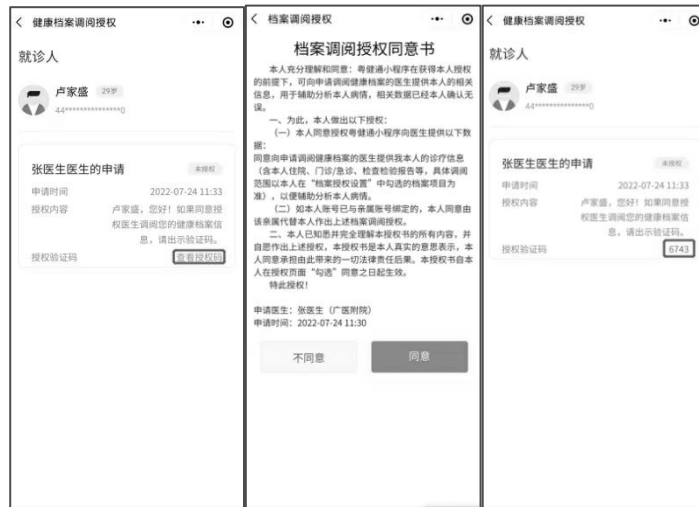 健康档案调阅授权
就诊人
卢家盛 29岁
44***************0
张医生医生的申请 未授权
申请时间 2022-07-24 11:33
授权内容 卢家盛，您好！如果同意授
权医生调阅您的健康档案信
息，请出示验证码。
授权验证码 查看授权码
档案调阅授权
档案调阅授权同意书
本人充分理解和同意：粤健通小程序在获得本人授权
的前提下，可向申请调阅健康档案的医生提供本人的相关
信息，用于辅助分析本人病情，相关数据已经本人确认无
误。
一、为此，本人做出以下授权：
（一）本人同意授权粤健通小程序向医生提供以下数
据：
同意向申请调阅健康档案的医生提供我本人的诊疗信息
（含本人住院、门诊/急诊、检查检验报告等，具体调阅
范围以本人在“档案授权设置”中勾选的档案项目为
准），以便辅助分析本人病情。
（二）如本人账号已与亲属账号绑定的，本人同意由
该亲属代替本人作出上述档案调阅授权。
二、本人已知悉并完全理解本授权书的所有内容，并
自愿作出上述授权，本授权书是本人真实的意思表示，本
人同意承担由此带来的一切法律责任后果。本授权书自本
人在授权页面“勾选”同意之日起生效。
特此授权！
申请医生：张医生（广医附院）
申请时间：2022-07-24 11:30
不同意 同意
健康档案调阅授权
就诊人
卢家盛 29岁
44***************0
张医生医生的申请 未授权
申请时间 2022-07-24 11:33
授权内容 卢家盛，您好！如果同意授
权医生调阅您的健康档案信
息，请出示验证码。
授权验证码 6743